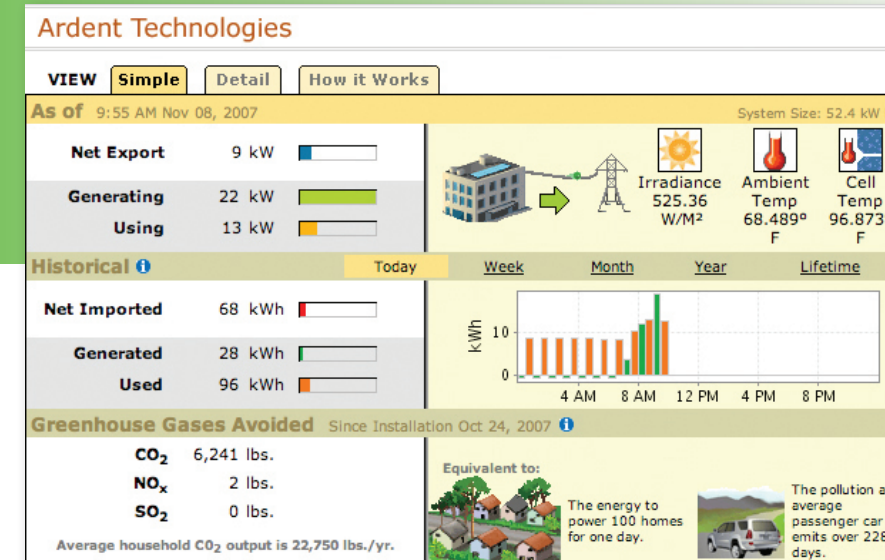 Ardent Technologies
VIEW Simple Detail How it Works
As of 9:55 AM Nov 08, 2007 System Size: 52.4 kW
Net Export 9 kW
Generating 22 kW
Using 13 kW
Irradiance
525.36
W/M²
Ambient
Temp
68.489º
F
Cell
Temp
96.873
F
Historical i Today Week Month Year Lifetime
Net Imported 68 kWh
Generated 28 kWh
Used 96 kWh
kWh
10
0
4 AM 8 AM 12 PM 4 PM 8 PM
Greenhouse Gases Avoided Since Installation Oct 24, 2007 i
CO₂ 6,241 lbs.
NOₓ 2 lbs.
SO₂ 0 lbs.
Average household CO₂ output is 22,750 lbs./yr.
Equivalent to:
The energy to
power 100 homes
for one day.
The pollution a
average
passenger car
emits over 228
days.